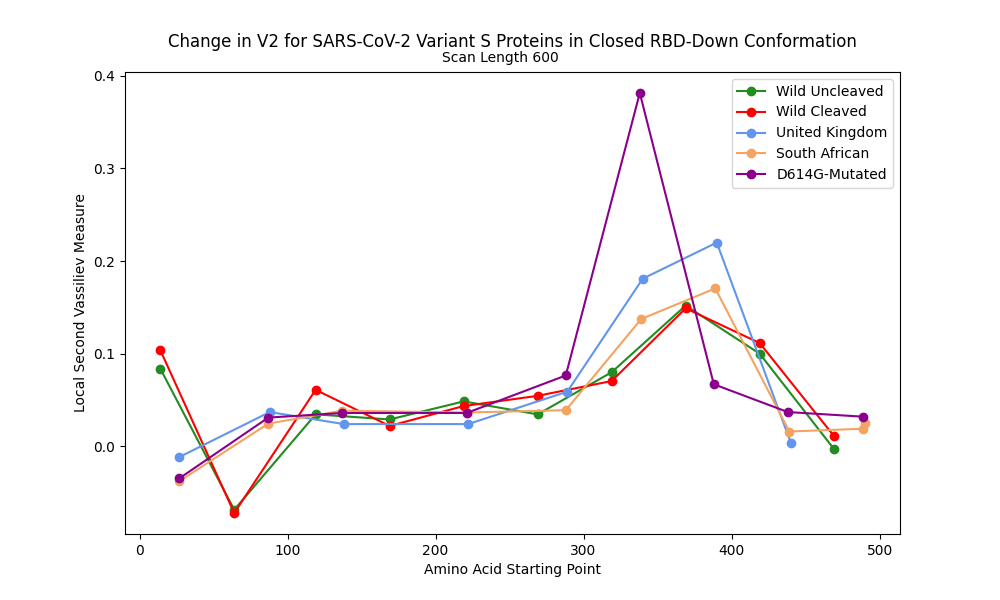 Change in V2 for SARS-CoV-2 Variant S Proteins in Closed RBD-Down Conformation
Scan Length 600
Local Second Vassiliev Measure
0.4
0.3
0.2
0.1
0.0
Wild Uncleaved
Wild Cleaved
United Kingdom
South African
D614G-Mutated
0
100
200
300
400
500
Amino Acid Starting Point